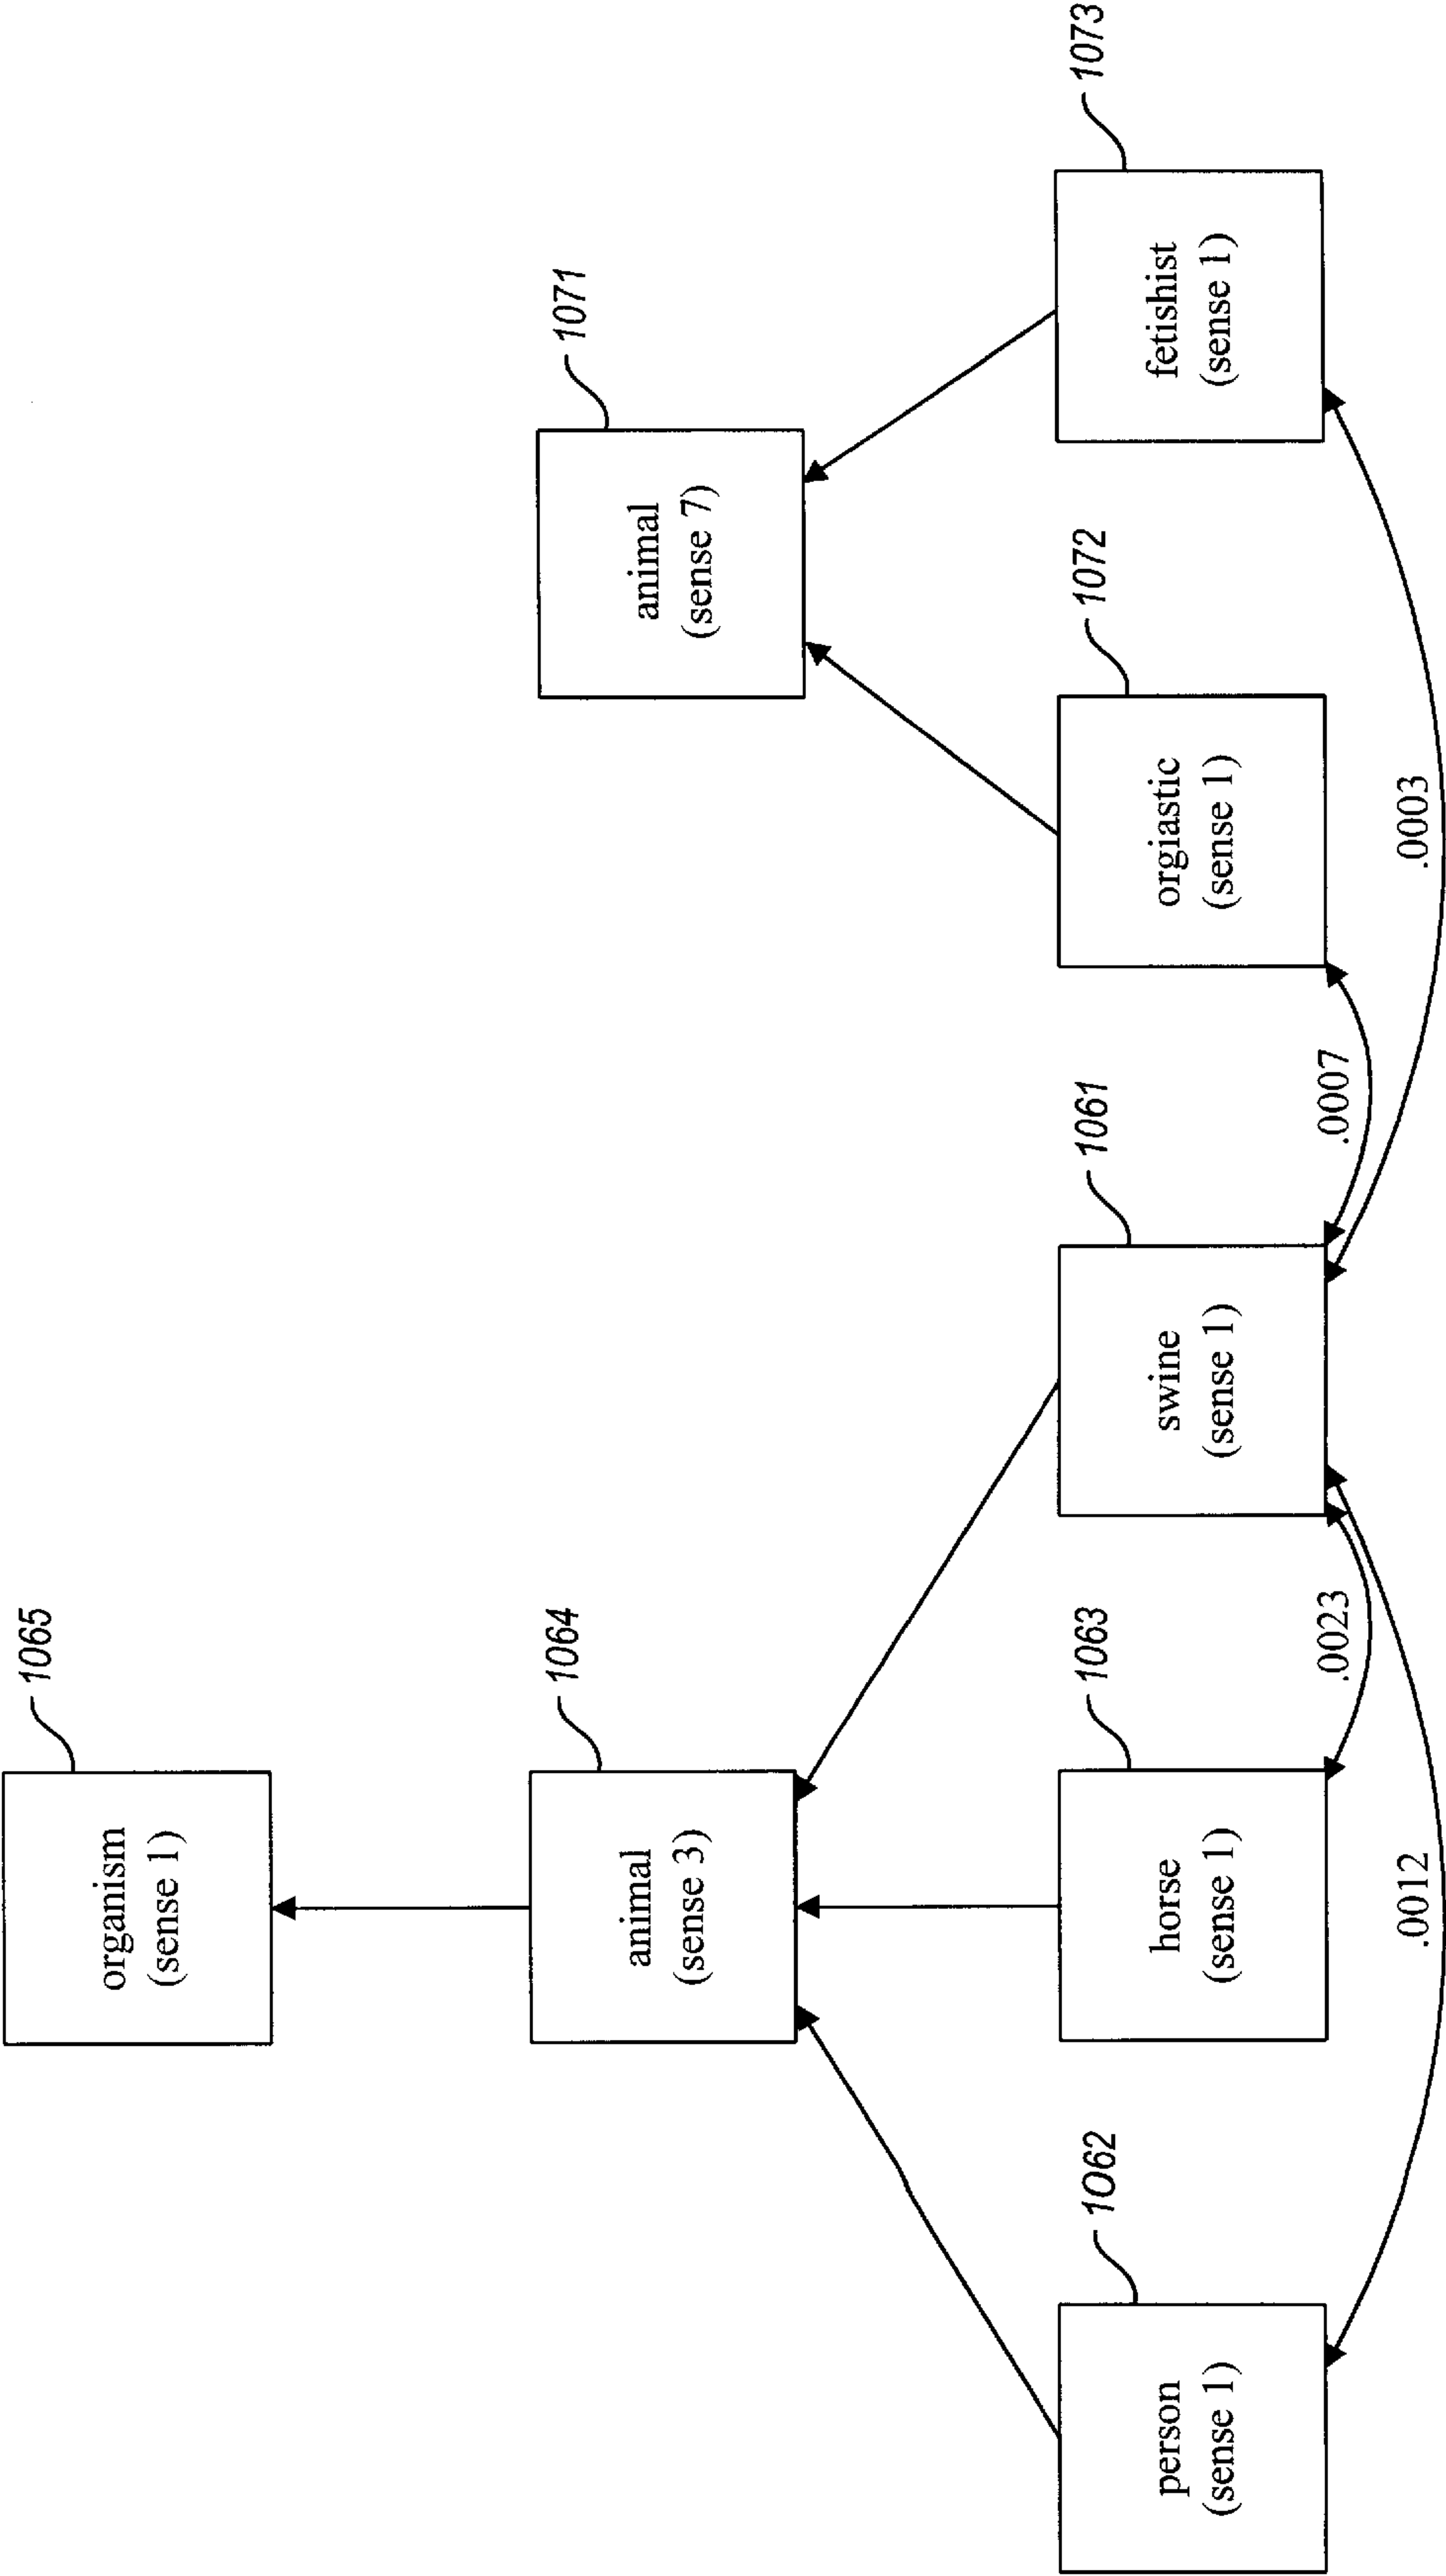 1065
organism
(sense 1)
1064
animal
(sense 3)
1071
animal
(sense 7)
1062
person
(sense 1)
1063
horse
(sense 1)
1061
swine
(sense 1)
1072
orgiastic
(sense 1)
1073
fetishist
(sense 1)
.0023
.0007
.0012
.0003